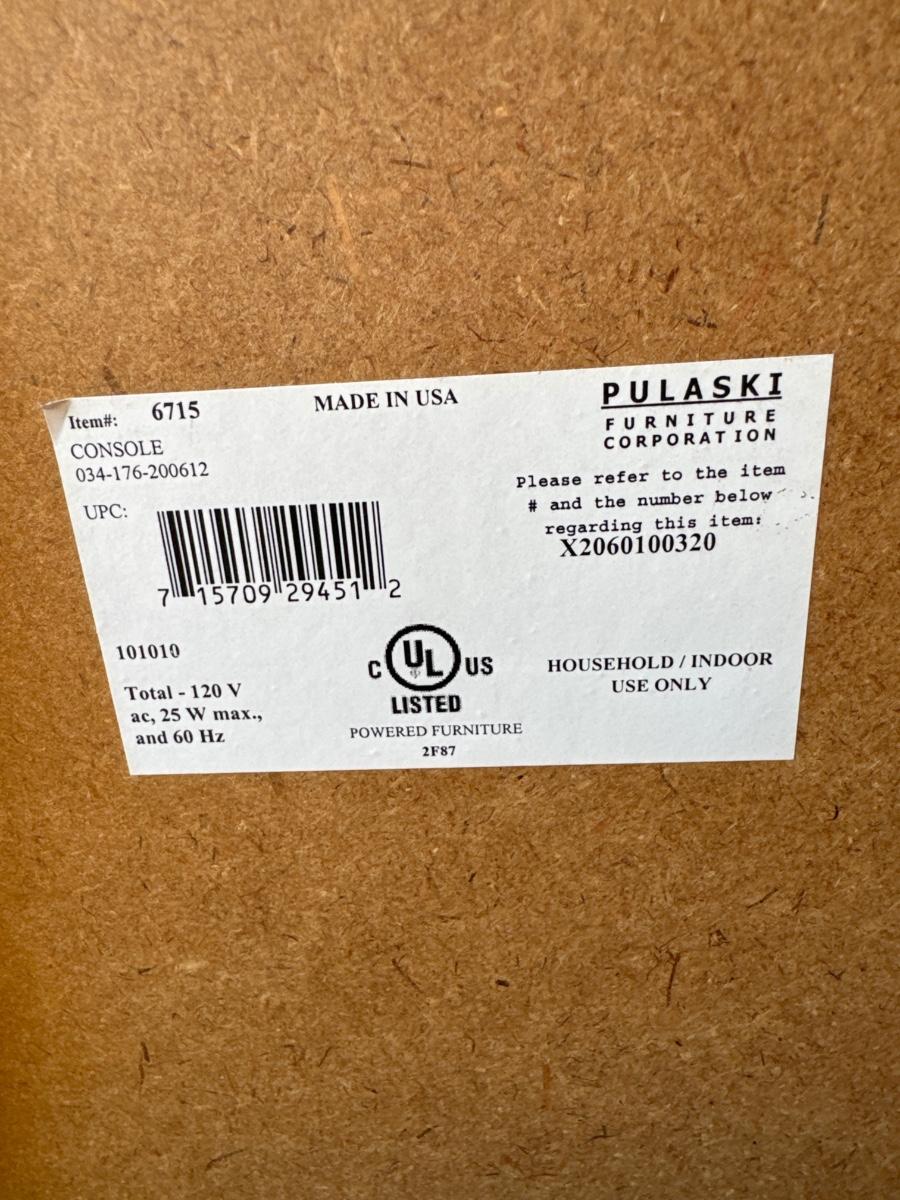 Item#: 6715
MADE IN USA
PULASKI
FURNITURE
CORPORATION
CONSOLE
034-176-200612
Please refer to the item
# and the number below
regarding this item:
X2060100320
UPC:
7 15709 29451 2
101010
Total - 120 V
ac, 25 W max.,
and 60 Hz
C UL US
LISTED
POWERED FURNITURE
2F87
HOUSEHOLD / INDOOR
USE ONLY